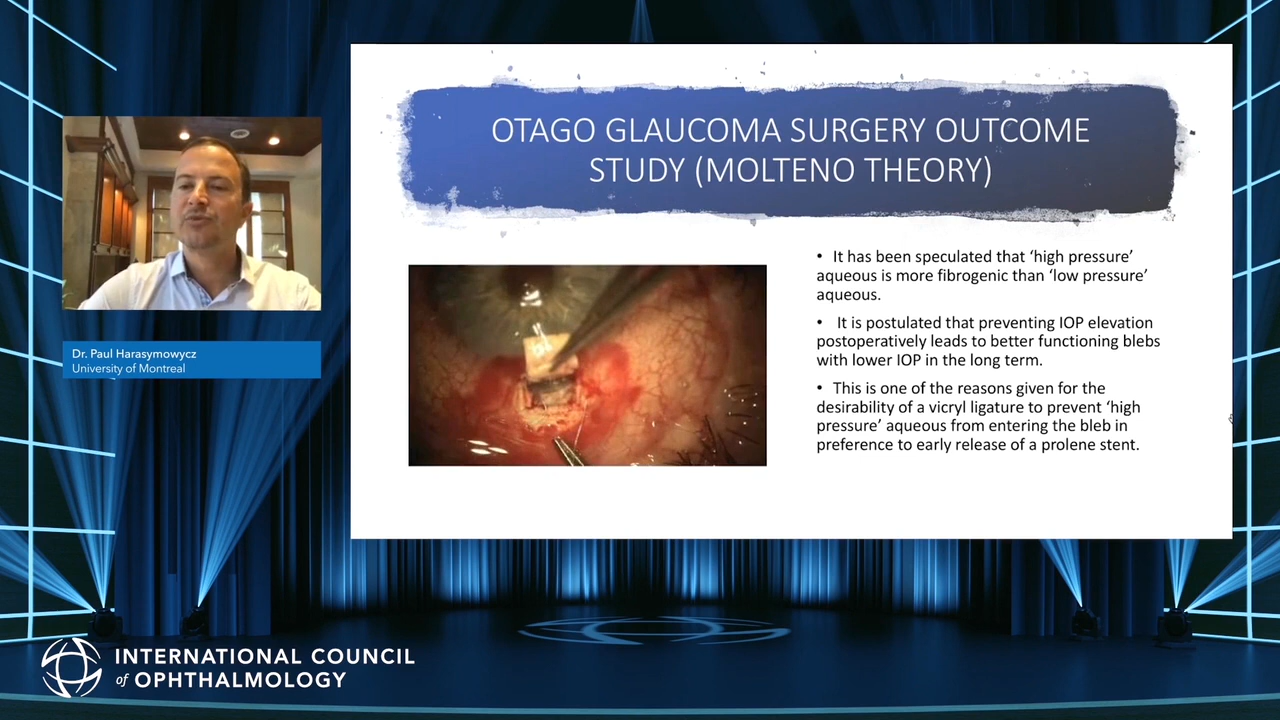 OTAGO GLAUCOMA SURGERY OUTCOME
STUDY (MOLTENO THEORY)
• It has been speculated that ‘high pressure’
aqueous is more fibrogenic than ‘low pressure’
aqueous.
• It is postulated that preventing IOP elevation
postoperatively leads to better functioning blebs
with lower IOP in the long term.
• This is one of the reasons given for the
desirability of a vicryl ligature to prevent ‘high
pressure’ aqueous from entering the bleb in
preference to early release of a prolene stent.
Dr. Paul Harasymowycz
University of Montreal
INTERNATIONAL COUNCIL
of OPHTHALMOLOGY